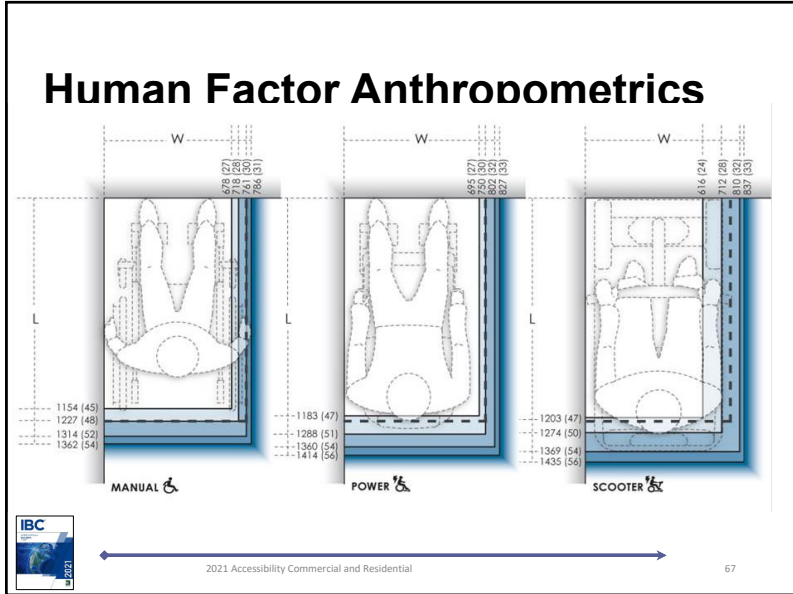 Human Factor Anthropometrics
W
678 (27)
718 (28)
761 (30)
786 (31)
L
1154 (45)
1227 (48)
1314 (52)
1362 (54)
MANUAL
W
695 (27)
750 (30)
802 (32)
827 (33)
L
1183 (47)
1288 (51)
1360 (54)
1414 (56)
POWER
W
616 (24)
712 (28)
810 (32)
837 (33)
L
1203 (47)
1274 (50)
1369 (54)
1435 (56)
SCOOTER
IBC
2021
2021 Accessibility Commercial and Residential
67